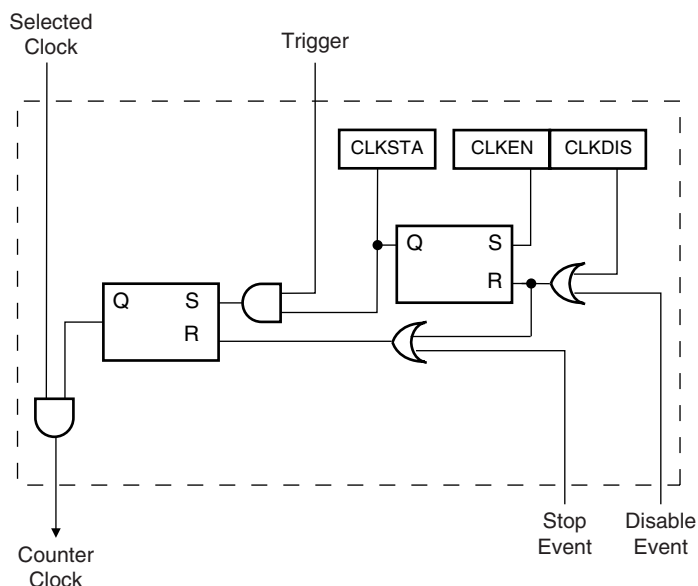 Selected
Clock
Trigger
CLKSTA
CLKEN
CLKDIS
Q
S
R
Q
S
R
Stop
Event
Disable
Event
Counter
Clock